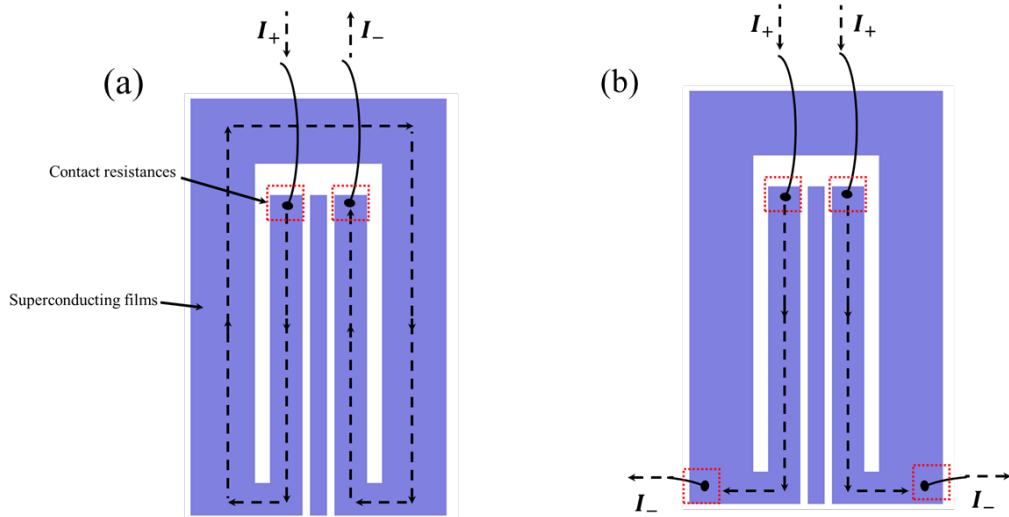 I₊ I₋
(a)
Contact resistances
Superconducting films
I₊ I₊
(b)
I₋ I₋